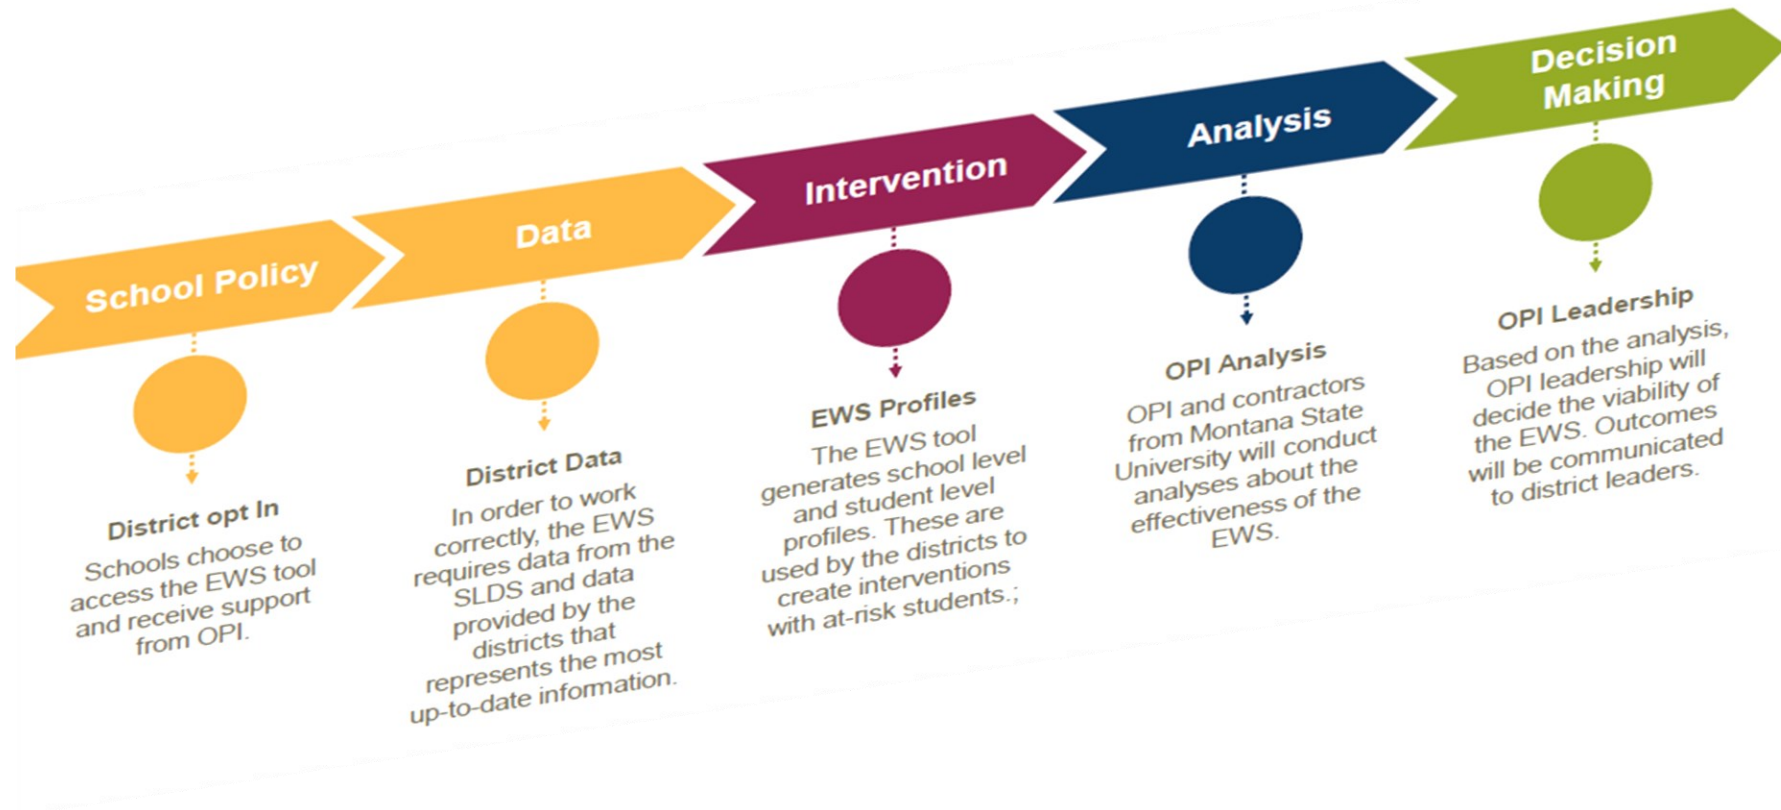 School Policy
Data
Intervention
Analysis
Decision
Making
District opt In
Schools choose to
access the EWS tool
and receive support
from OPI.
District Data
In order to work
correctly, the EWS
requires data from the
SLDS and data
provided by the
districts that
represents the most
up-to-date information.
EWS Profiles
The EWS tool
generates school level
and student level
profiles. These are
used by the districts to
create interventions
with at-risk students.;
OPI Analysis
OPI and contractors
from Montana State
University will conduct
analyses about the
effectiveness of the
EWS.
OPI Leadership
Based on the analysis,
OPI leadership will
decide the viability of
the EWS. Outcomes
will be communicated
to district leaders.